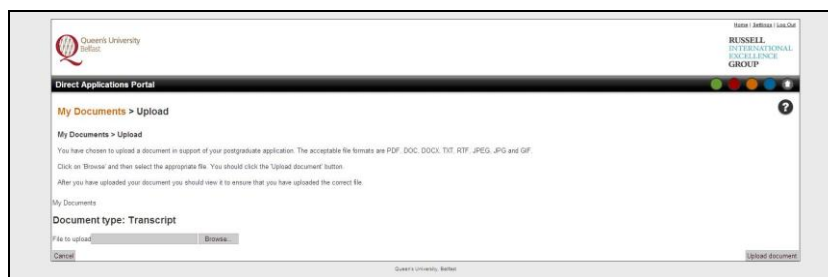 Home | Settings | Log Out
Queen's University
Belfast
RUSSELL
INTERNATIONAL
EXCELLENCE
GROUP
Direct Applications Portal
My Documents > Upload
?
My Documents > Upload
You have chosen to upload a document in support of your postgraduate application. The acceptable file formats are PDF, DOC, DOCX, TXT, RTF, JPEG, JPG and GIF
Click on 'Browse' and then select the appropriate file. You should click the 'Upload document' button
After you have uploaded your document you should view it to ensure that you have uploaded the correct file
My Documents
Document type: Transcript
File to upload Browse...
Cancel Upload document
Queen's University, Belfast